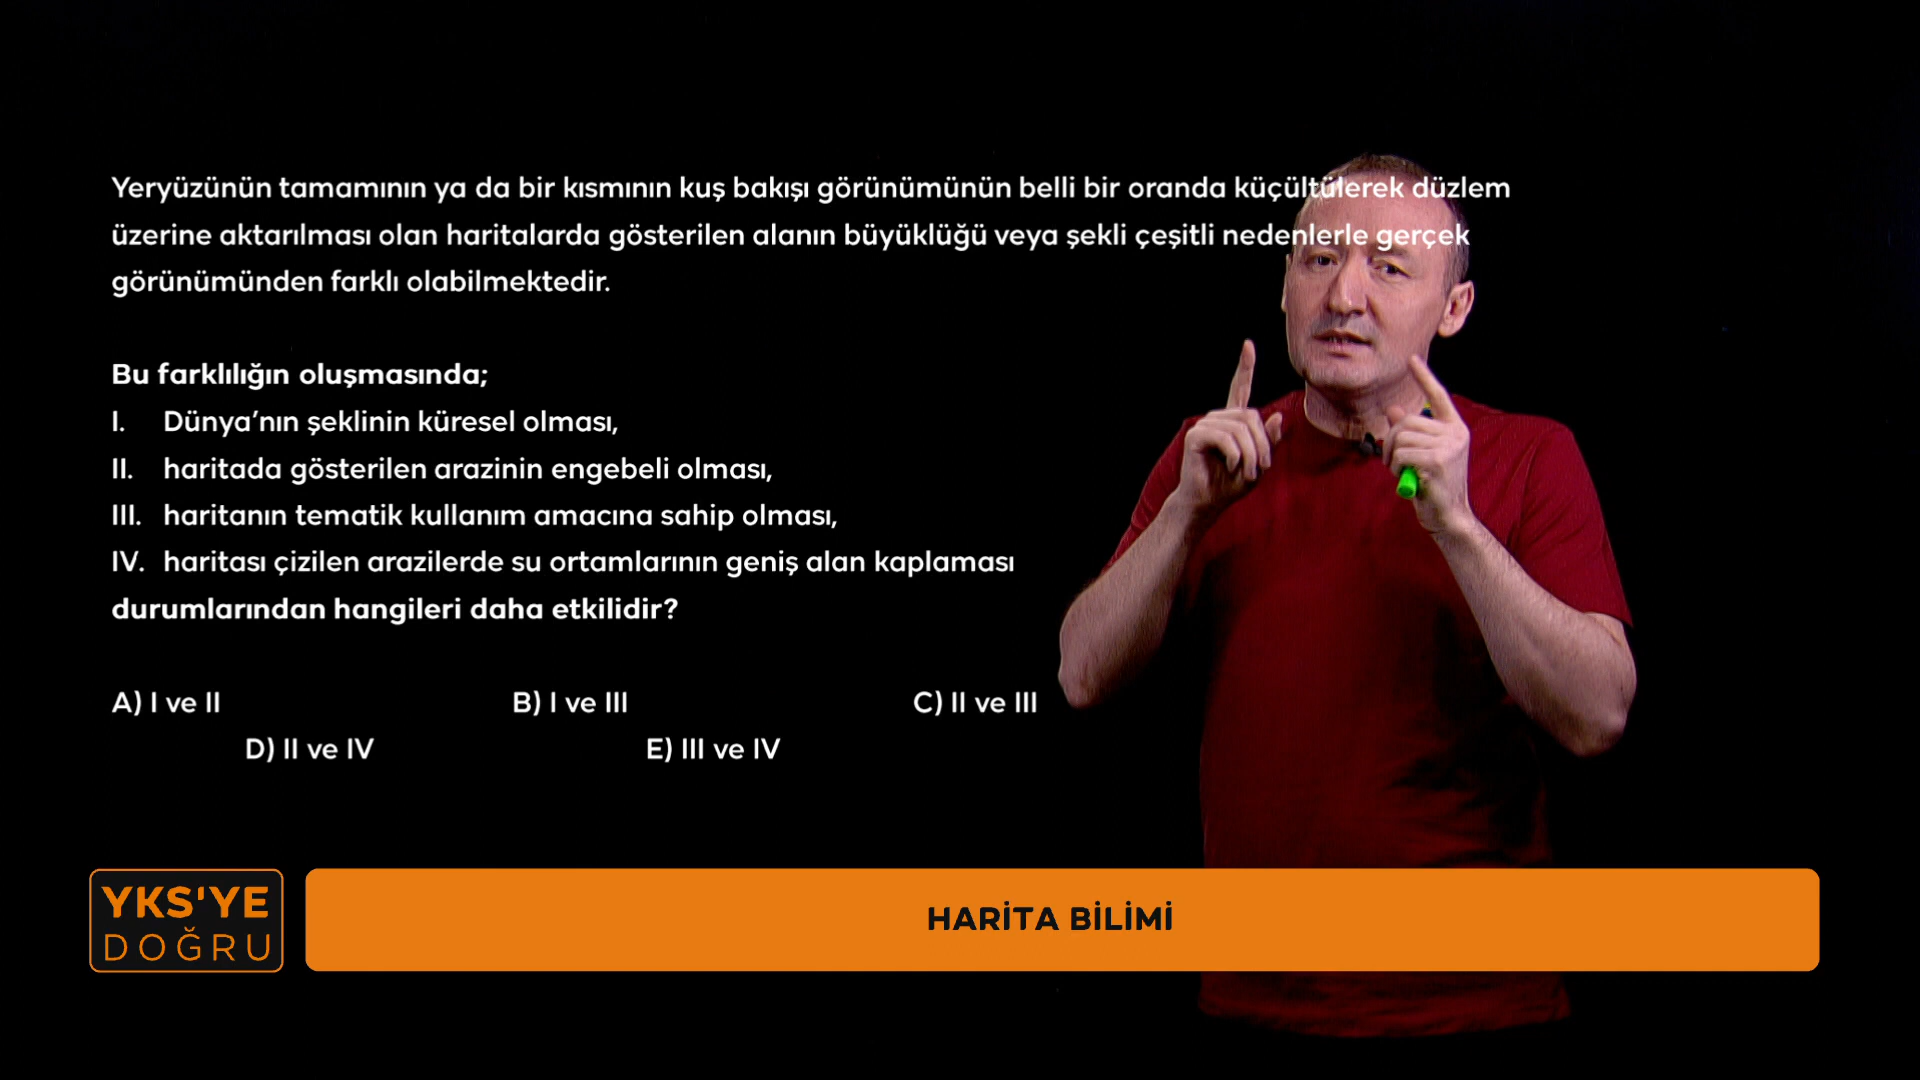 Yeryüzünün tamamının ya da bir kısmının kuş bakışı görünümünün belli bir oranda küçültülerek düzlem
üzerine aktarılması olan haritalarda gösterilen alanın büyüklüğü veya şekli çeşitli nedenlerle gerçek
görünümünden farklı olabilmektedir.
Bu farklılığın oluşmasında;
I. Dünya'nın şeklinin küresel olması,
II. haritada gösterilen arazinin engebeli olması,
III. haritanın tematik kullanım amacına sahip olması,
IV. haritası çizilen arazilerde su ortamlarının geniş alan kaplaması
durumlarından hangileri daha etkilidir?
A) I ve II B) I ve III C) II ve III
D) II ve IV E) III ve IV
YKS'YE
DOĞRU
HARİTA BİLİMİ